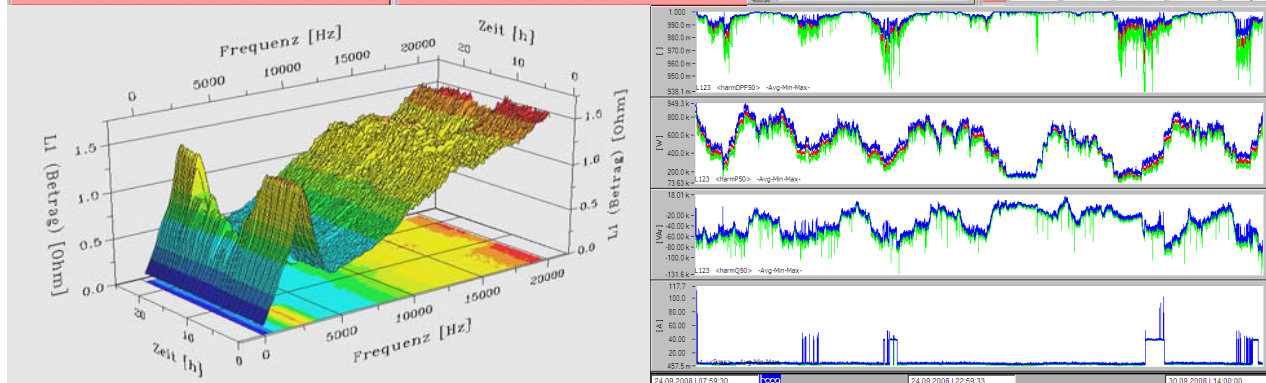 Frequenz [Hz]
Zeit [h]
0
5000
10000
15000
20000
20
10
0
L1 (Betrag) [Ohm]
1.5
1.0
0.5
0.0
1.5
1.0
0.5
0.0
L1 (Betrag) [Ohm]
20
10
0
Zeit [h]
0
5000
10000
15000
20000
Frequenz [Hz]
1.000
990.0 m
980.0 m
970.0 m
960.0 m
950.0 m
938.1 m
[ ]
L123 <harmDPF50> -Avg-Min-Max-
949.3 k
800.0 k
600.0 k
400.0 k
200.0 k
73.63 k
[W]
L123 <harmP50> -Avg-Min-Max-
18.01 k
-20.00 k
-60.00 k
-80.00 k
-100.0 k
-131.6 k
[VAr]
L123 <harmQ50> -Avg-Min-Max-
117.7
100.0
80.00
60.00
40.00
20.00
457.5 m
[A]
24.09.2008 | 07:59:30
24.09.2008 | 22:59:33
30.09.2008 | 14:00:00